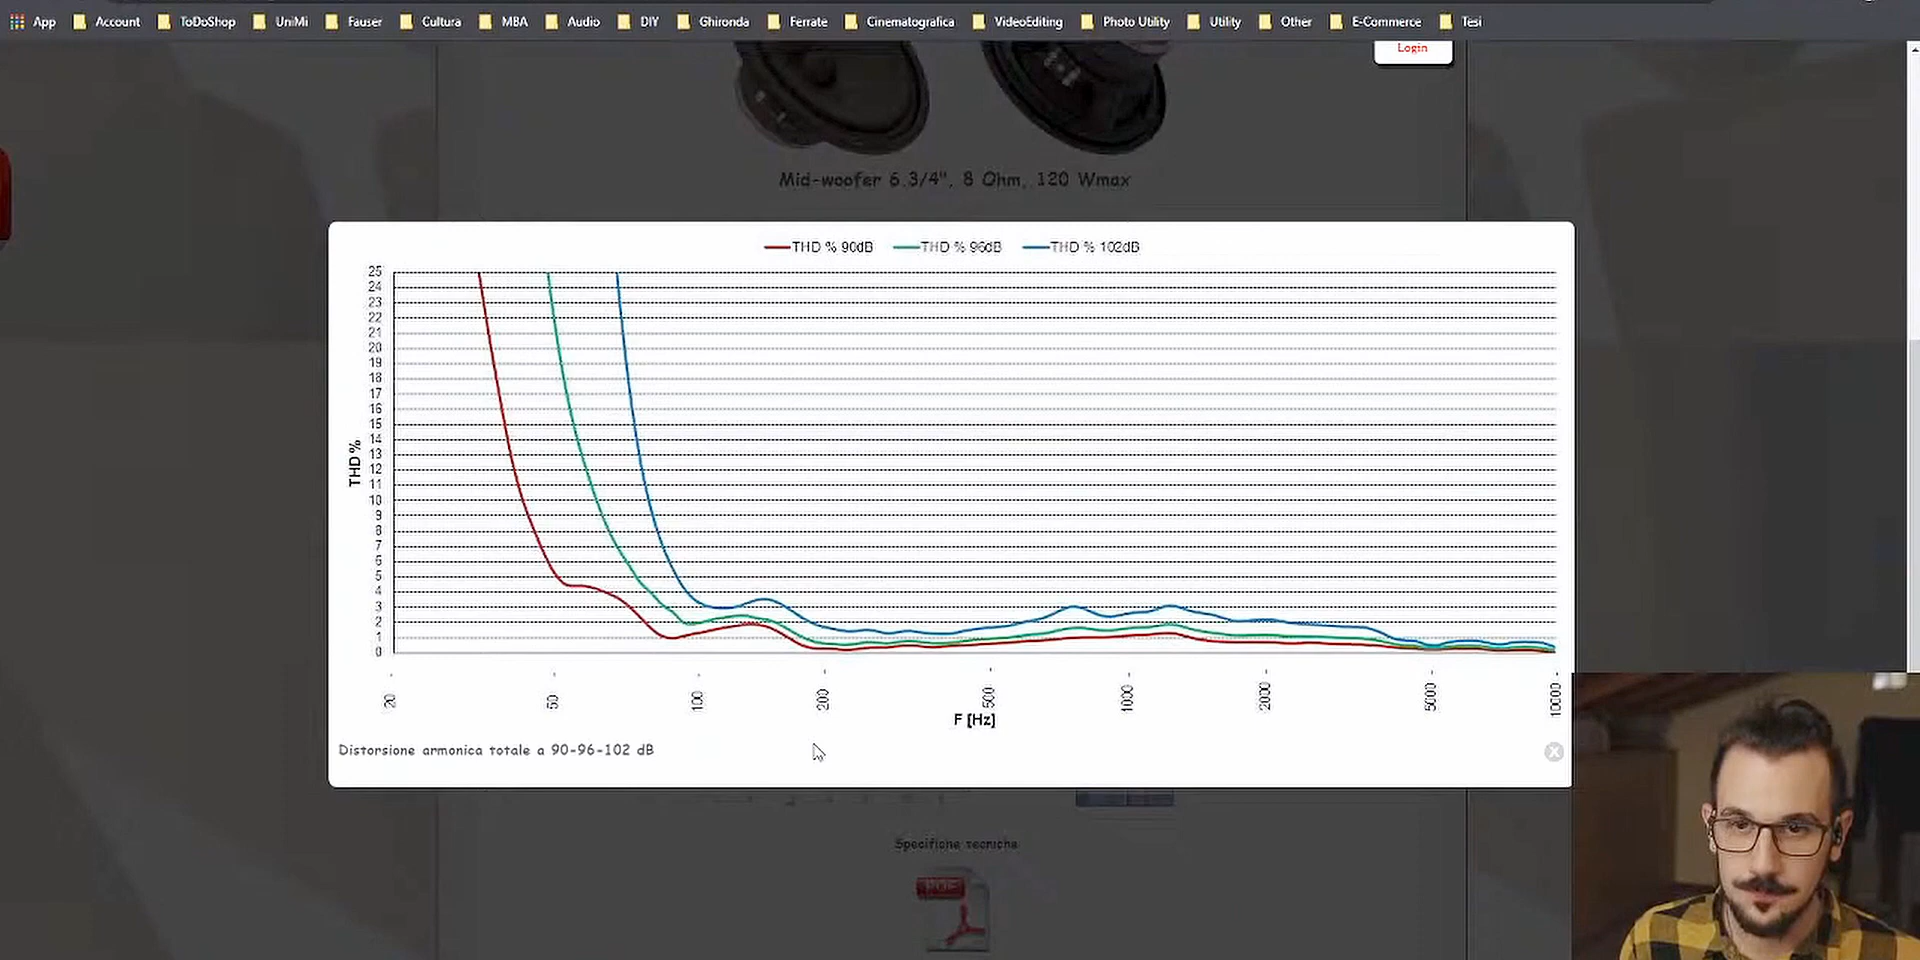 App Account ToDoShop UniMi Fauser Cultura MBA Audio DIY Ghironda Ferrate Cinematografica VideoEditing Photo Utility Utility Other E-Commerce Tesi
Login
Mid-woofer 6.3/4", 8 Ohm, 120 Wmax
THD % 90dB THD % 96dB THD % 102dB
25
24
23
22
21
20
19
18
17
16
15
14
13
12
11
10
9
8
7
6
5
4
3
2
1
0
THD %
20 50 100 200 500 1000 2000 5000 10000
F [Hz]
Distorsione armonica totale a 90-96-102 dB
Specifiche tecniche
PDF